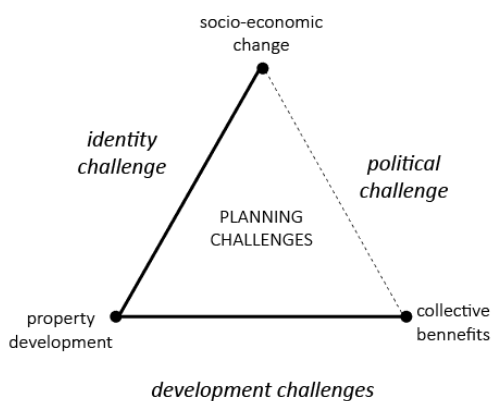 socio-economic
change
identity
challenge
political
challenge
PLANNING
CHALLENGES
property
development
collective
bennefits
development challenges